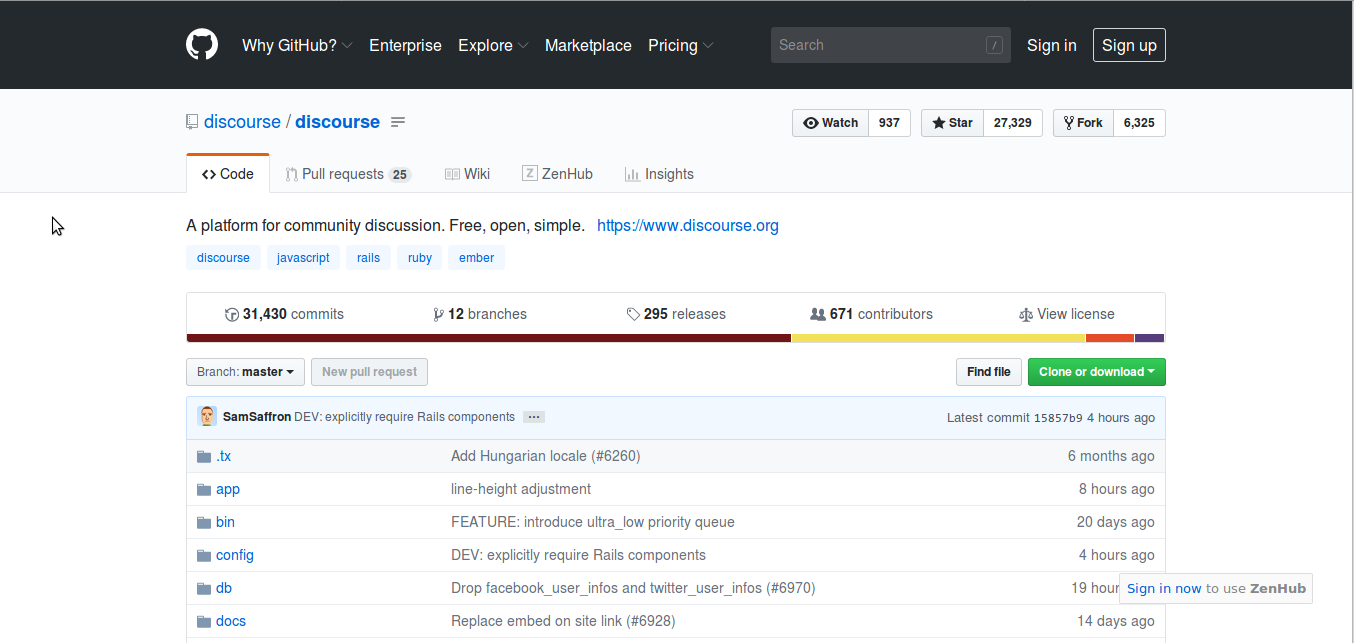 Why GitHub? Enterprise Explore Marketplace Pricing Search / Sign in Sign up
discourse / discourse Watch 937 Star 27,329 Fork 6,325
Code Pull requests 25 Wiki Z ZenHub Insights
A platform for community discussion. Free, open, simple. https://www.discourse.org
discourse javascript rails ruby ember
31,430 commits 12 branches 295 releases 671 contributors View license
Branch: master New pull request Find file Clone or download
SamSaffron DEV: explicitly require Rails components ... Latest commit 15857b9 4 hours ago
.tx Add Hungarian locale (#6260) 6 months ago
app line-height adjustment 8 hours ago
bin FEATURE: introduce ultra_low priority queue 20 days ago
config DEV: explicitly require Rails components 4 hours ago
db Drop facebook_user_infos and twitter_user_infos (#6970) 19 hour
Sign in now to use ZenHub
docs Replace embed on site link (#6928) 14 days ago